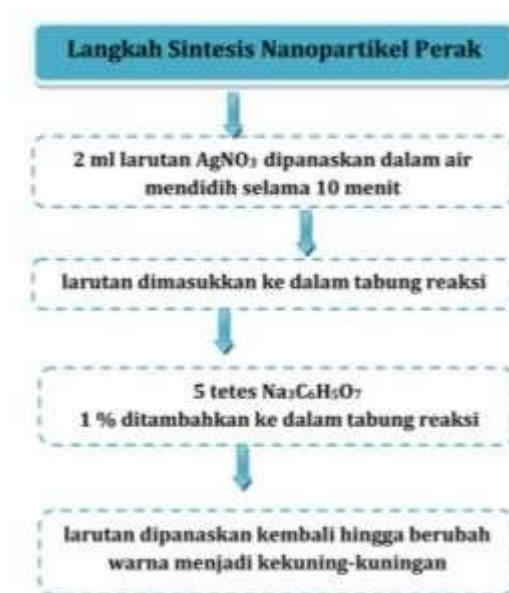 Langkah Sintesis Nanopartikel Perak
2 ml larutan AgNO₃ dipanaskan dalam air
mendidih selama 10 menit
larutan dimasukkan ke dalam tabung reaksi
5 tetes Na₃C₆H₅O₇
1 % ditambahkan ke dalam tabung reaksi
larutan dipanaskan kembali hingga berubah
warna menjadi kekuning-kuningan